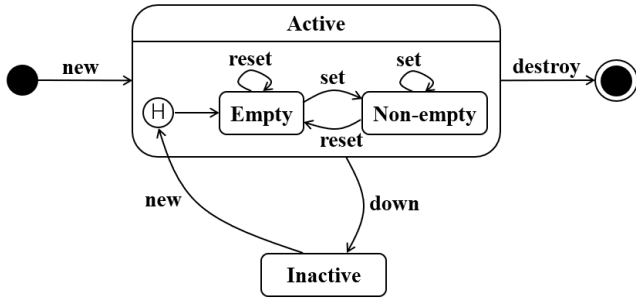 Active
reset
set
set
new
destroy
H
Empty
Non-empty
reset
new
down
Inactive